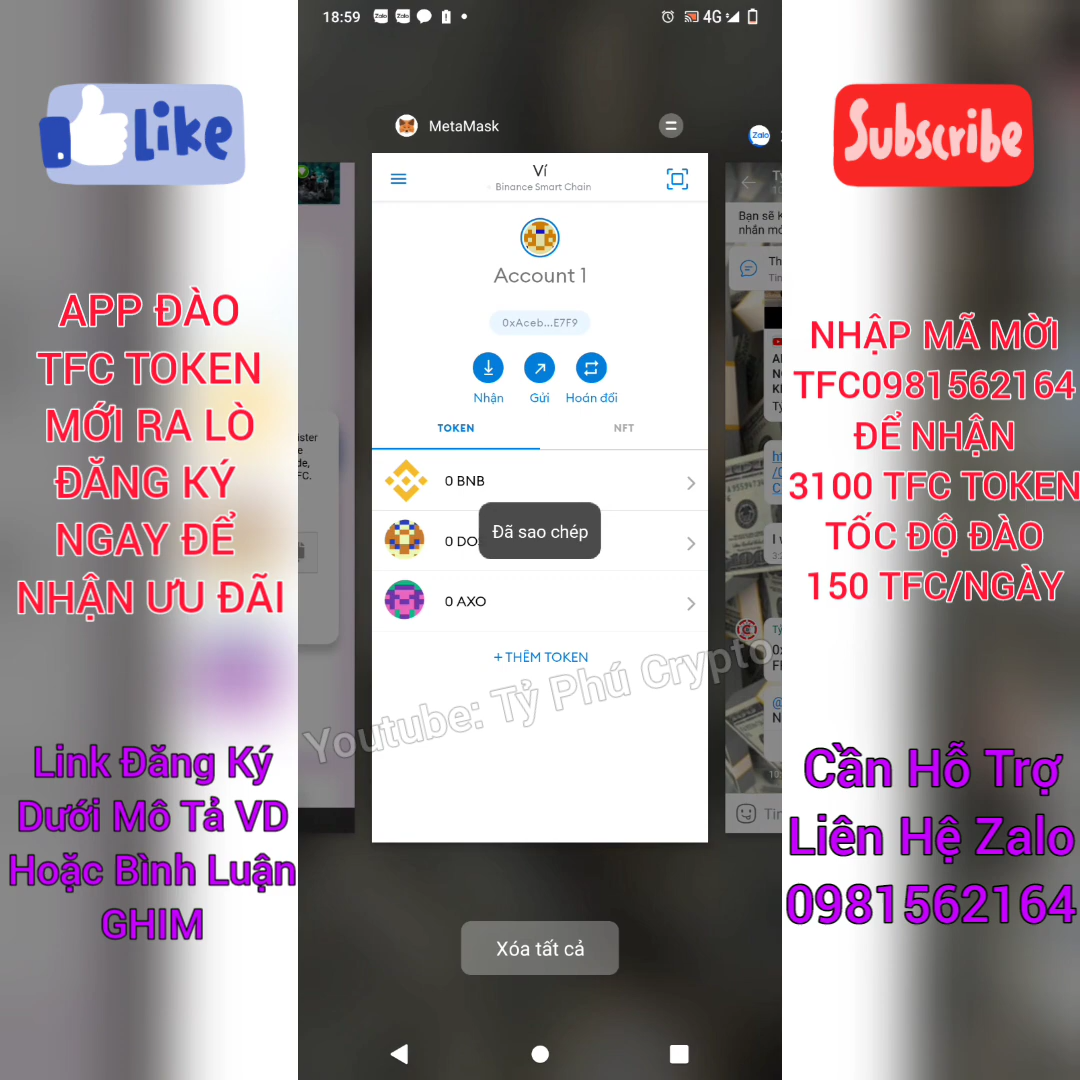 18:59
Zalo
Zalo
4G
Like
Subscribe
MetaMask
Zalo
Ví
Binance Smart Chain
Account 1
0xAceb...E7F9
Nhận
Gửi
Hoán đổi
TOKEN
NFT
0 BNB
Đã sao chép
0 AXO
+ THÊM TOKEN
Youtube: Tỷ Phú Crypto
Xóa tất cả
APP ĐÀO
TFC TOKEN
MỚI RA LÒ
ĐĂNG KÝ
NGAY ĐỂ
NHẬN ƯU ĐÃI
Link Đăng Ký
Dưới Mô Tả VD
Hoặc Bình Luận
GHIM
NHẬP MÃ MỜI
TFC0981562164
ĐỂ NHẬN
3100 TFC TOKEN
TỐC ĐỘ ĐÀO
150 TFC/NGÀY
Cần Hỗ Trợ
Liên Hệ Zalo
0981562164